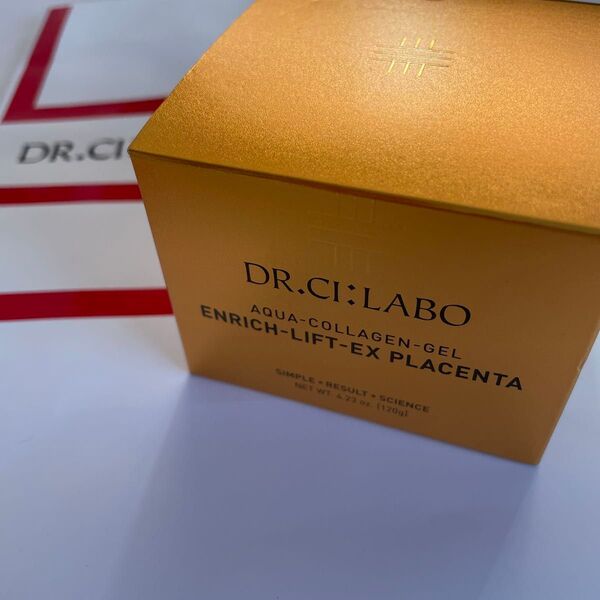 DR.CI:LABO
AQUA-COLLAGEN-GEL
ENRICH-LIFT-EX PLACENTA
SIMPLE • RESULT • SCIENCE
NET WT. 4.23 oz. (120g)
DR.CI: